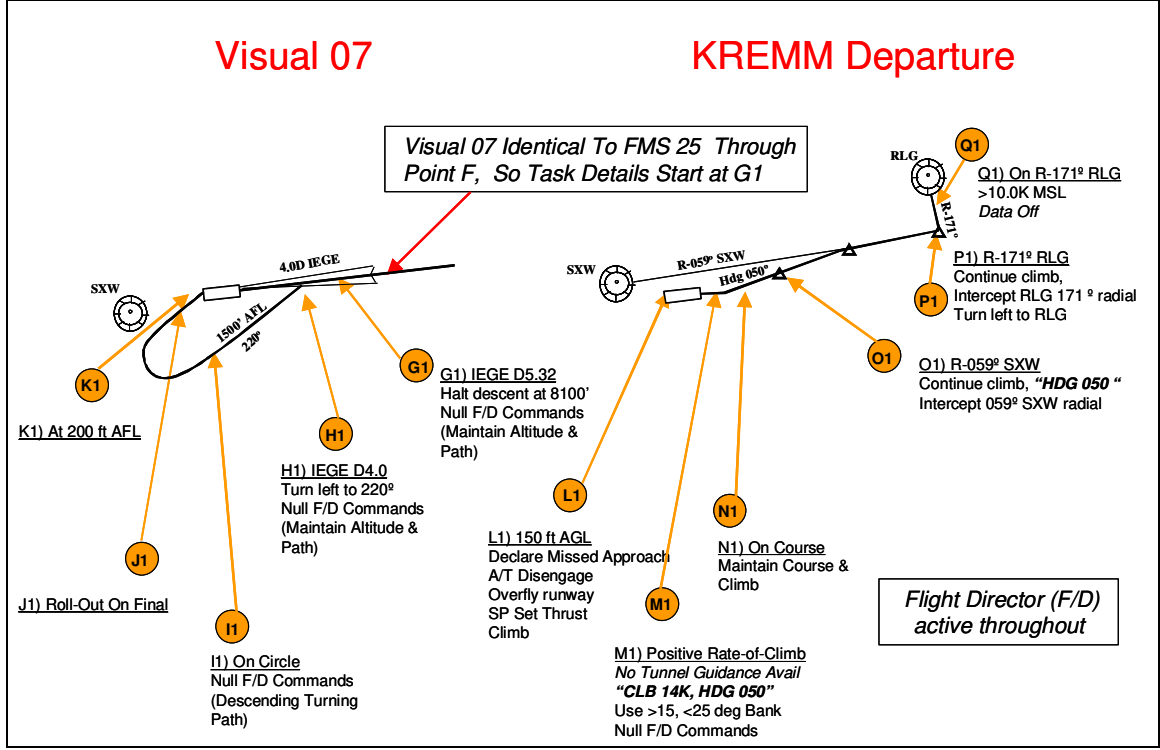 Visual 07
KREMM Departure
Visual 07 Identical To FMS 25 Through
Point F, So Task Details Start at G1
4.0D IEGE
SXW
1500' AFL
220º
K1
K1) At 200 ft AFL
J1
J1) Roll-Out On Final
I1
I1) On Circle
Null F/D Commands
(Descending Turning
Path)
H1
H1) IEGE D4.0
Turn left to 220º
Null F/D Commands
(Maintain Altitude &
Path)
G1
G1) IEGE D5.32
Halt descent at 8100'
Null F/D Commands
(Maintain Altitude &
Path)
SXW
R-059º SXW
Hdg 050º
RLG
R-171º
L1
L1) 150 ft AGL
Declare Missed Approach
A/T Disengage
Overfly runway
SP Set Thrust
Climb
M1
M1) Positive Rate-of-Climb
No Tunnel Guidance Avail
“CLB 14K, HDG 050”
Use >15, <25 deg Bank
Null F/D Commands
N1
N1) On Course
Maintain Course &
Climb
O1
O1) R-059º SXW
Continue climb, “HDG 050 “
Intercept 059º SXW radial
P1
P1) R-171º RLG
Continue climb,
Intercept RLG 171 º radial
Turn left to RLG
Q1
Q1) On R-171º RLG
>10.0K MSL
Data Off
Flight Director (F/D)
active throughout